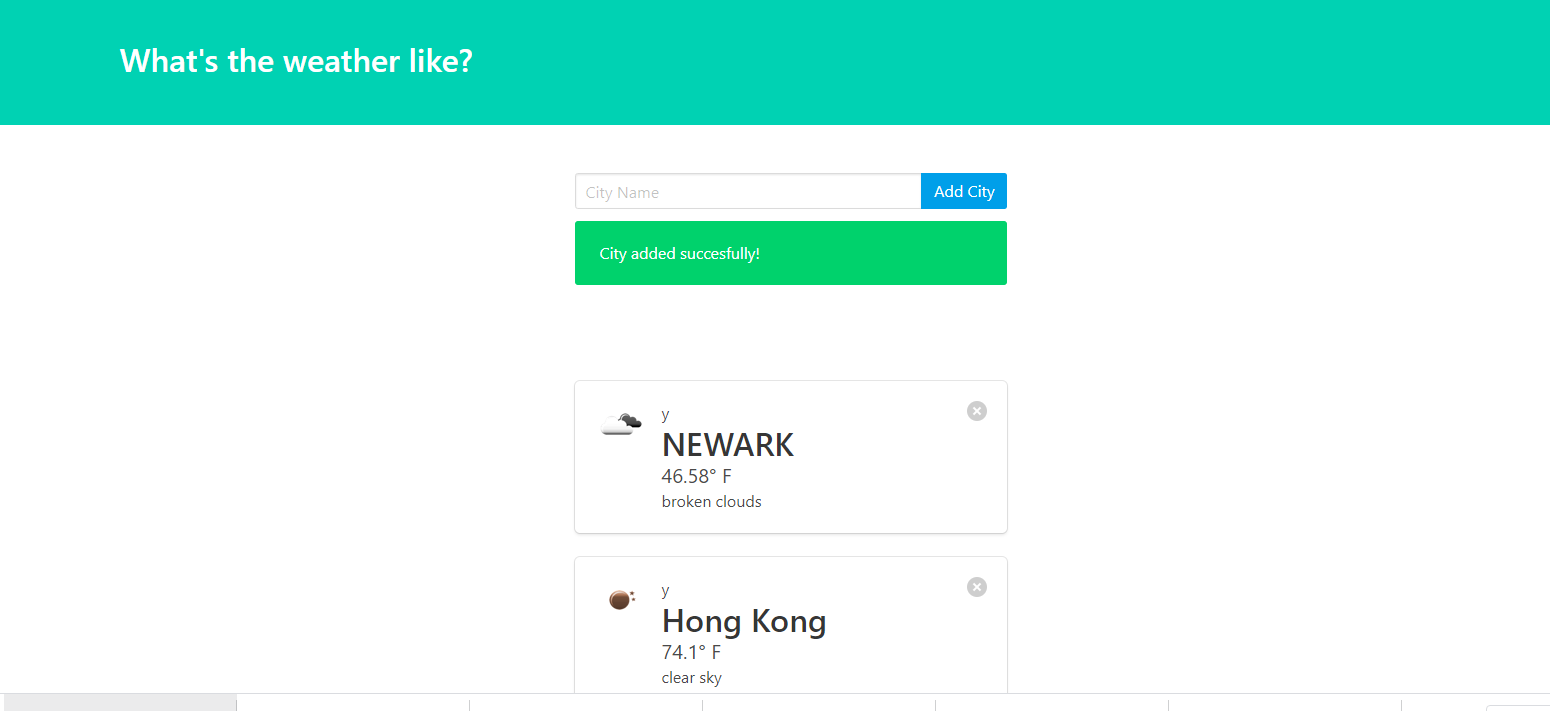 What's the weather like?
City Name
Add City
City added succesfully!
y
NEWARK
46.58° F
broken clouds
y
Hong Kong
74.1° F
clear sky